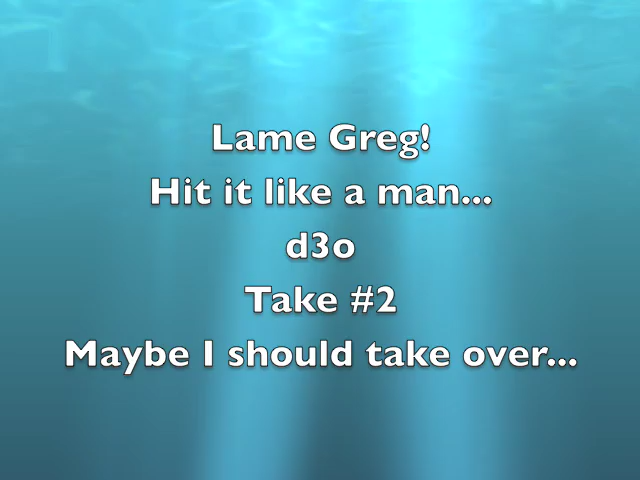 Lame Greg!
Hit it like a man...
d3o
Take #2
Maybe I should take over...